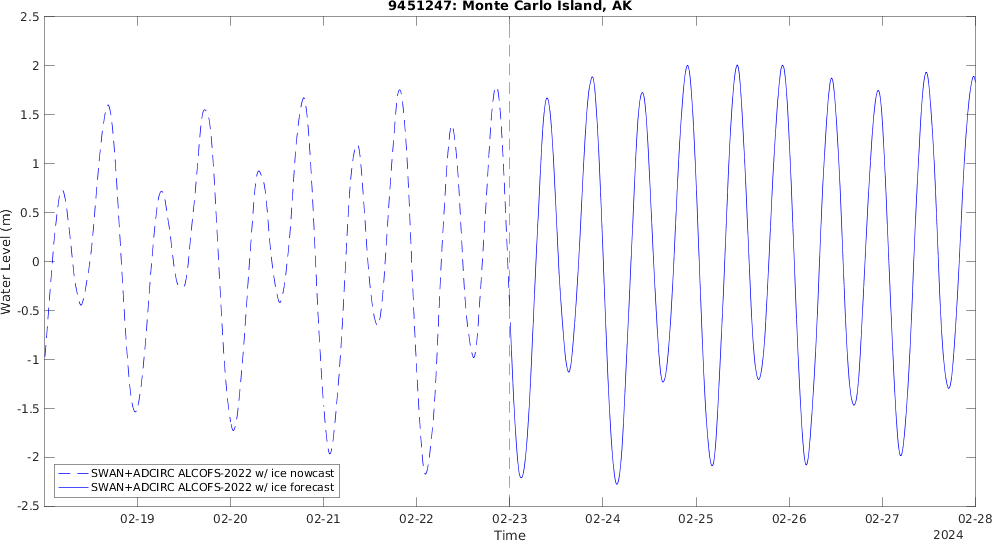 9451247: Monte Carlo Island, AK
2.5
2
1.5
1
0.5
0
-0.5
-1
-1.5
-2
-2.5
Water Level (m)
SWAN+ADCIRC ALCOFS-2022 w/ ice nowcast
SWAN+ADCIRC ALCOFS-2022 w/ ice forecast
02-19 02-20 02-21 02-22 02-23 02-24 02-25 02-26 02-27 02-28
Time
2024